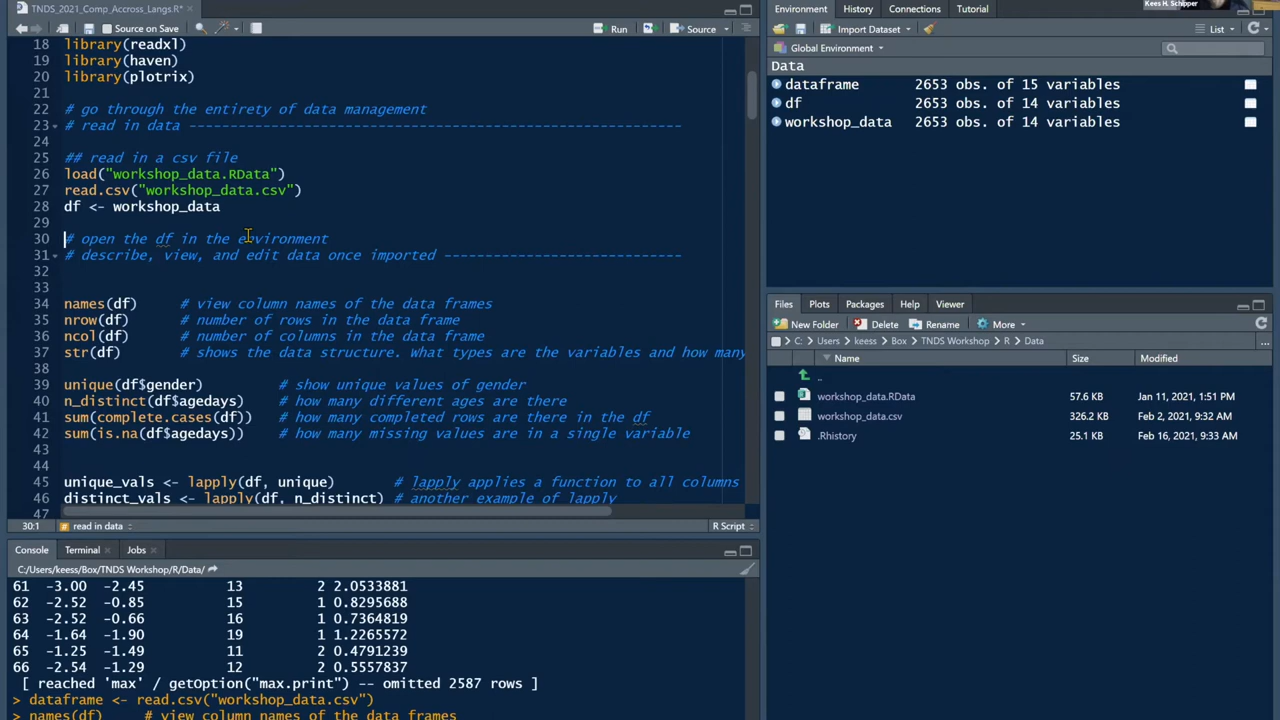 TNDS_2021_Comp_Accross_Langs.R*
Source on Save
Run
Source
18 library(readxl)
19 library(haven)
20 library(plotrix)
21
22 # go through the entirety of data management
23 # read in data ------------------------------------------------------------
24
25 ## read in a csv file
26 load("workshop_data.RData")
27 read.csv("workshop_data.csv")
28 df <- workshop_data
29
30 # open the df in the environment
31 # describe, view, and edit data once imported -----------------------------
32
33
34 names(df) # view column names of the data frames
35 nrow(df) # number of rows in the data frame
36 ncol(df) # number of columns in the data frame
37 str(df) # shows the data structure. What types are the variables and how many
38
39 unique(df$gender) # show unique values of gender
40 n_distinct(df$agedays) # how many different ages are there
41 sum(complete.cases(df)) # how many completed rows are there in the df
42 sum(is.na(df$agedays)) # how many missing values are in a single variable
43
44
45 unique_vals <- lapply(df, unique) # lapply applies a function to all columns
46 distinct_vals <- lapply(df, n_distinct) # another example of lapply
47
30:1 # read in data R Script
Console Terminal Jobs
C:/Users/keess/Box/TNDS Workshop/R/Data/
61 -3.00 -2.45 13 2 2.0533881
62 -2.52 -0.85 15 1 0.8295688
63 -2.52 -0.66 16 1 0.7364819
64 -1.64 -1.90 19 1 1.2265572
65 -1.25 -1.49 11 2 0.4791239
66 -2.54 -1.29 12 2 0.5557837
[ reached 'max' / getOption("max.print") -- omitted 2587 rows ]
> dataframe <- read.csv("workshop_data.csv")
> names(df) # view column names of the data frames
Environment History Connections Tutorial
Kees H. Schipper
Import Dataset List
Global Environment
Data
dataframe 2653 obs. of 15 variables
df 2653 obs. of 14 variables
workshop_data 2653 obs. of 14 variables
Files Plots Packages Help Viewer
New Folder Delete Rename More
C: Users keess Box TNDS Workshop R Data ...
Name Size Modified
..
workshop_data.RData 57.6 KB Jan 11, 2021, 1:51 PM
workshop_data.csv 326.2 KB Feb 2, 2021, 9:32 AM
.Rhistory 25.1 KB Feb 16, 2021, 9:33 AM